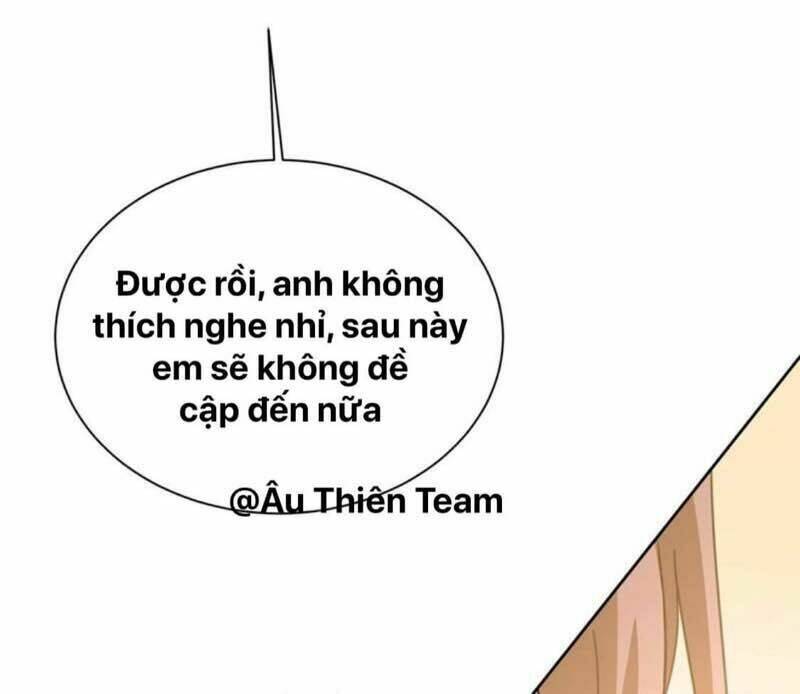 Được rồi, anh không
thích nghe nhỉ, sau này
em sẽ không đề
cập đến nữa
@Âu Thiên Team